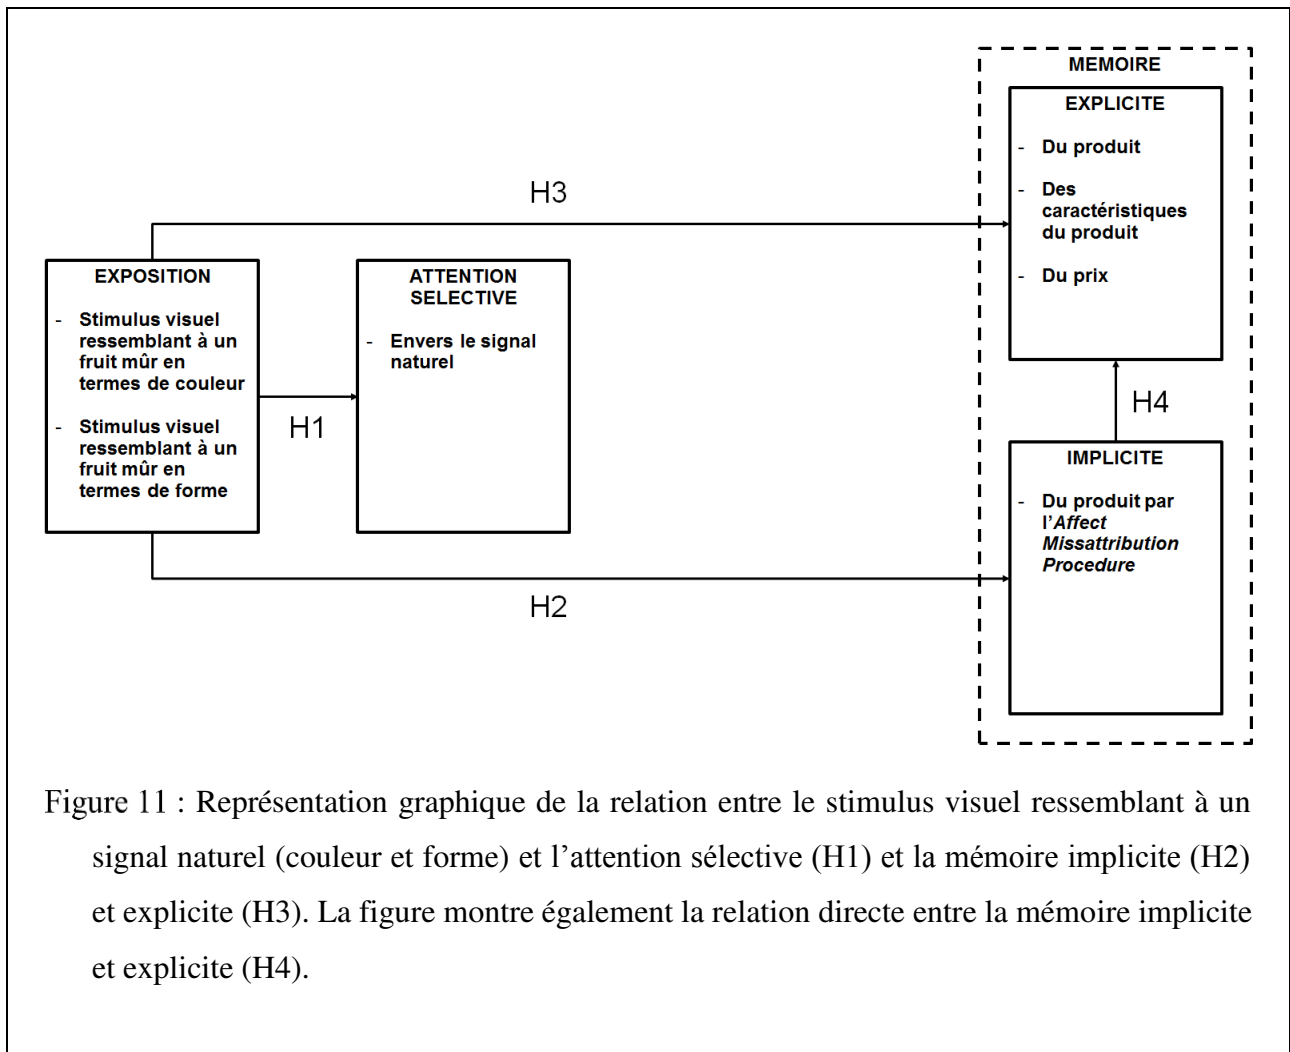 MEMOIRE
EXPLICITE
- Du produit
- Des
caractéristiques
du produit
- Du prix
H3
EXPOSITION
- Stimulus visuel
ressemblant à un
fruit mûr en
termes de couleur
- Stimulus visuel
ressemblant à un
fruit mûr en
termes de forme
H1
ATTENTION
SELECTIVE
- Envers le signal
naturel
H4
IMPLICITE
- Du produit par
l'Affect
Missattribution
Procedure
H2
Figure 11 : Représentation graphique de la relation entre le stimulus visuel ressemblant à un
signal naturel (couleur et forme) et l'attention sélective (H1) et la mémoire implicite (H2)
et explicite (H3). La figure montre également la relation directe entre la mémoire implicite
et explicite (H4).